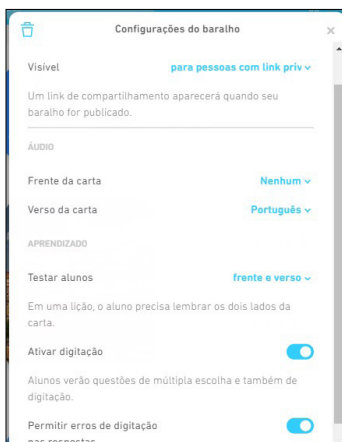 Configurações do baralho
Visível para pessoas com link priv
Um link de compartilhamento aparecerá quando seu
baralho for publicado.
ÁUDIO
Frente da carta Nenhum
Verso da carta Português
APRENDIZADO
Testar alunos frente e verso
Em uma lição, o aluno precisa lembrar os dois lados da
carta.
Ativar digitação
Alunos verão questões de múltipla escolha e também de
digitação.
Permitir erros de digitação
nas respostas